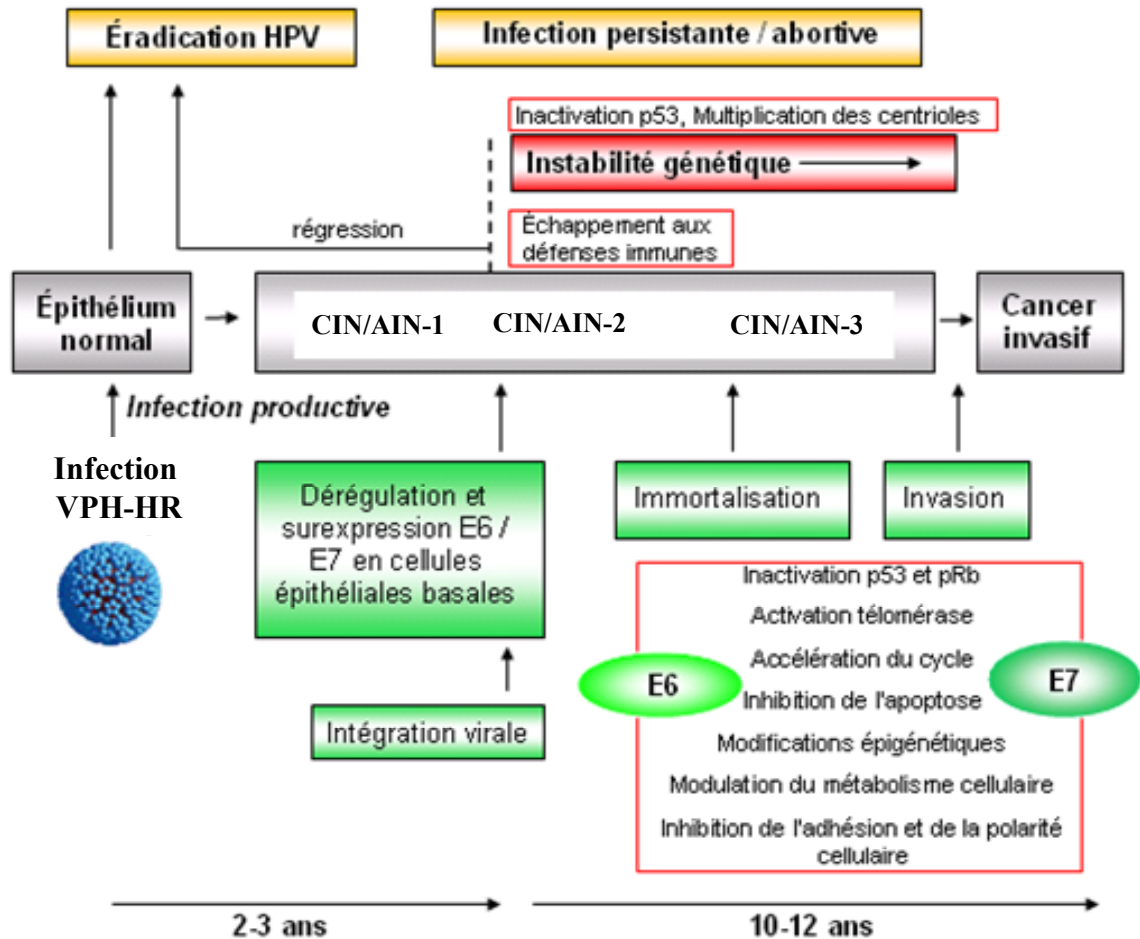 Éradication HPV
Infection persistante / abortive
Inactivation p53, Multiplication des centrioles
Instabilité génétique
régression
Échappement aux
défenses immunes
Épithélium
normal
CIN/AIN-1
CIN/AIN-2
CIN/AIN-3
Cancer
invasif
Infection productive
Infection
VPH-HR
Dérégulation et
surexpression E6 /
E7 en cellules
épithéliales basales
Immortalisation
Invasion
Intégration virale
Inactivation p53 et pRb
Activation télomérase
Accélération du cycle
Inhibition de l'apoptose
Modifications épigénétiques
Modulation du métabolisme cellulaire
Inhibition de l'adhésion et de la polarité
cellulaire
E6
E7
2-3 ans
10-12 ans